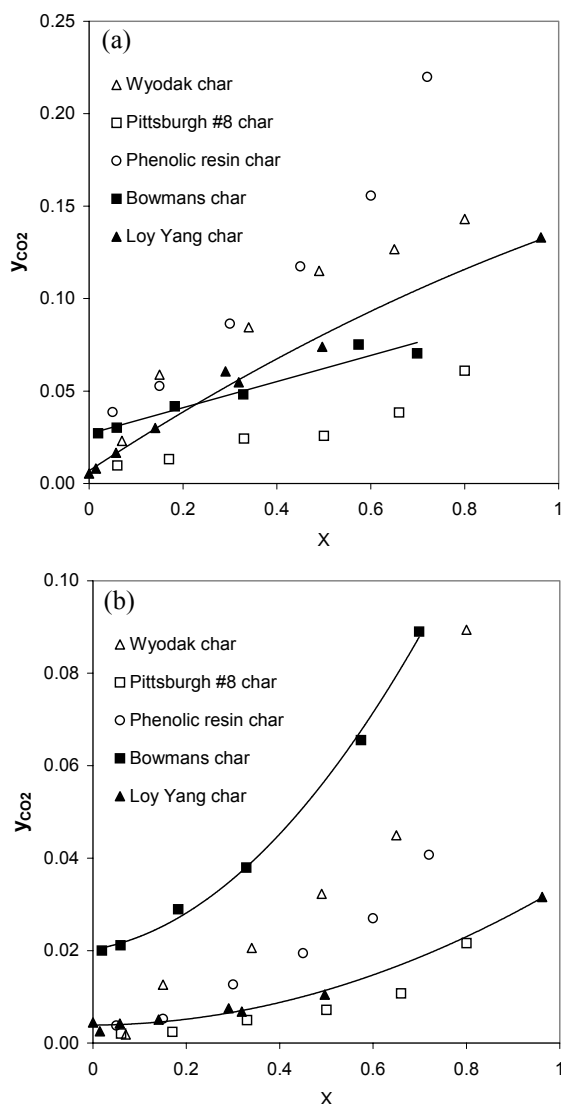 (a)
0.25
0.20
0.15
0.10
0.05
0.00
yCO2
Wyodak char
Pittsburgh #8 char
Phenolic resin char
Bowmans char
Loy Yang char
0 0.2 0.4 0.6 0.8 1
X
(b)
0.10
0.08
0.06
0.04
0.02
0.00
yCO2
Wyodak char
Pittsburgh #8 char
Phenolic resin char
Bowmans char
Loy Yang char
0 0.2 0.4 0.6 0.8 1
X